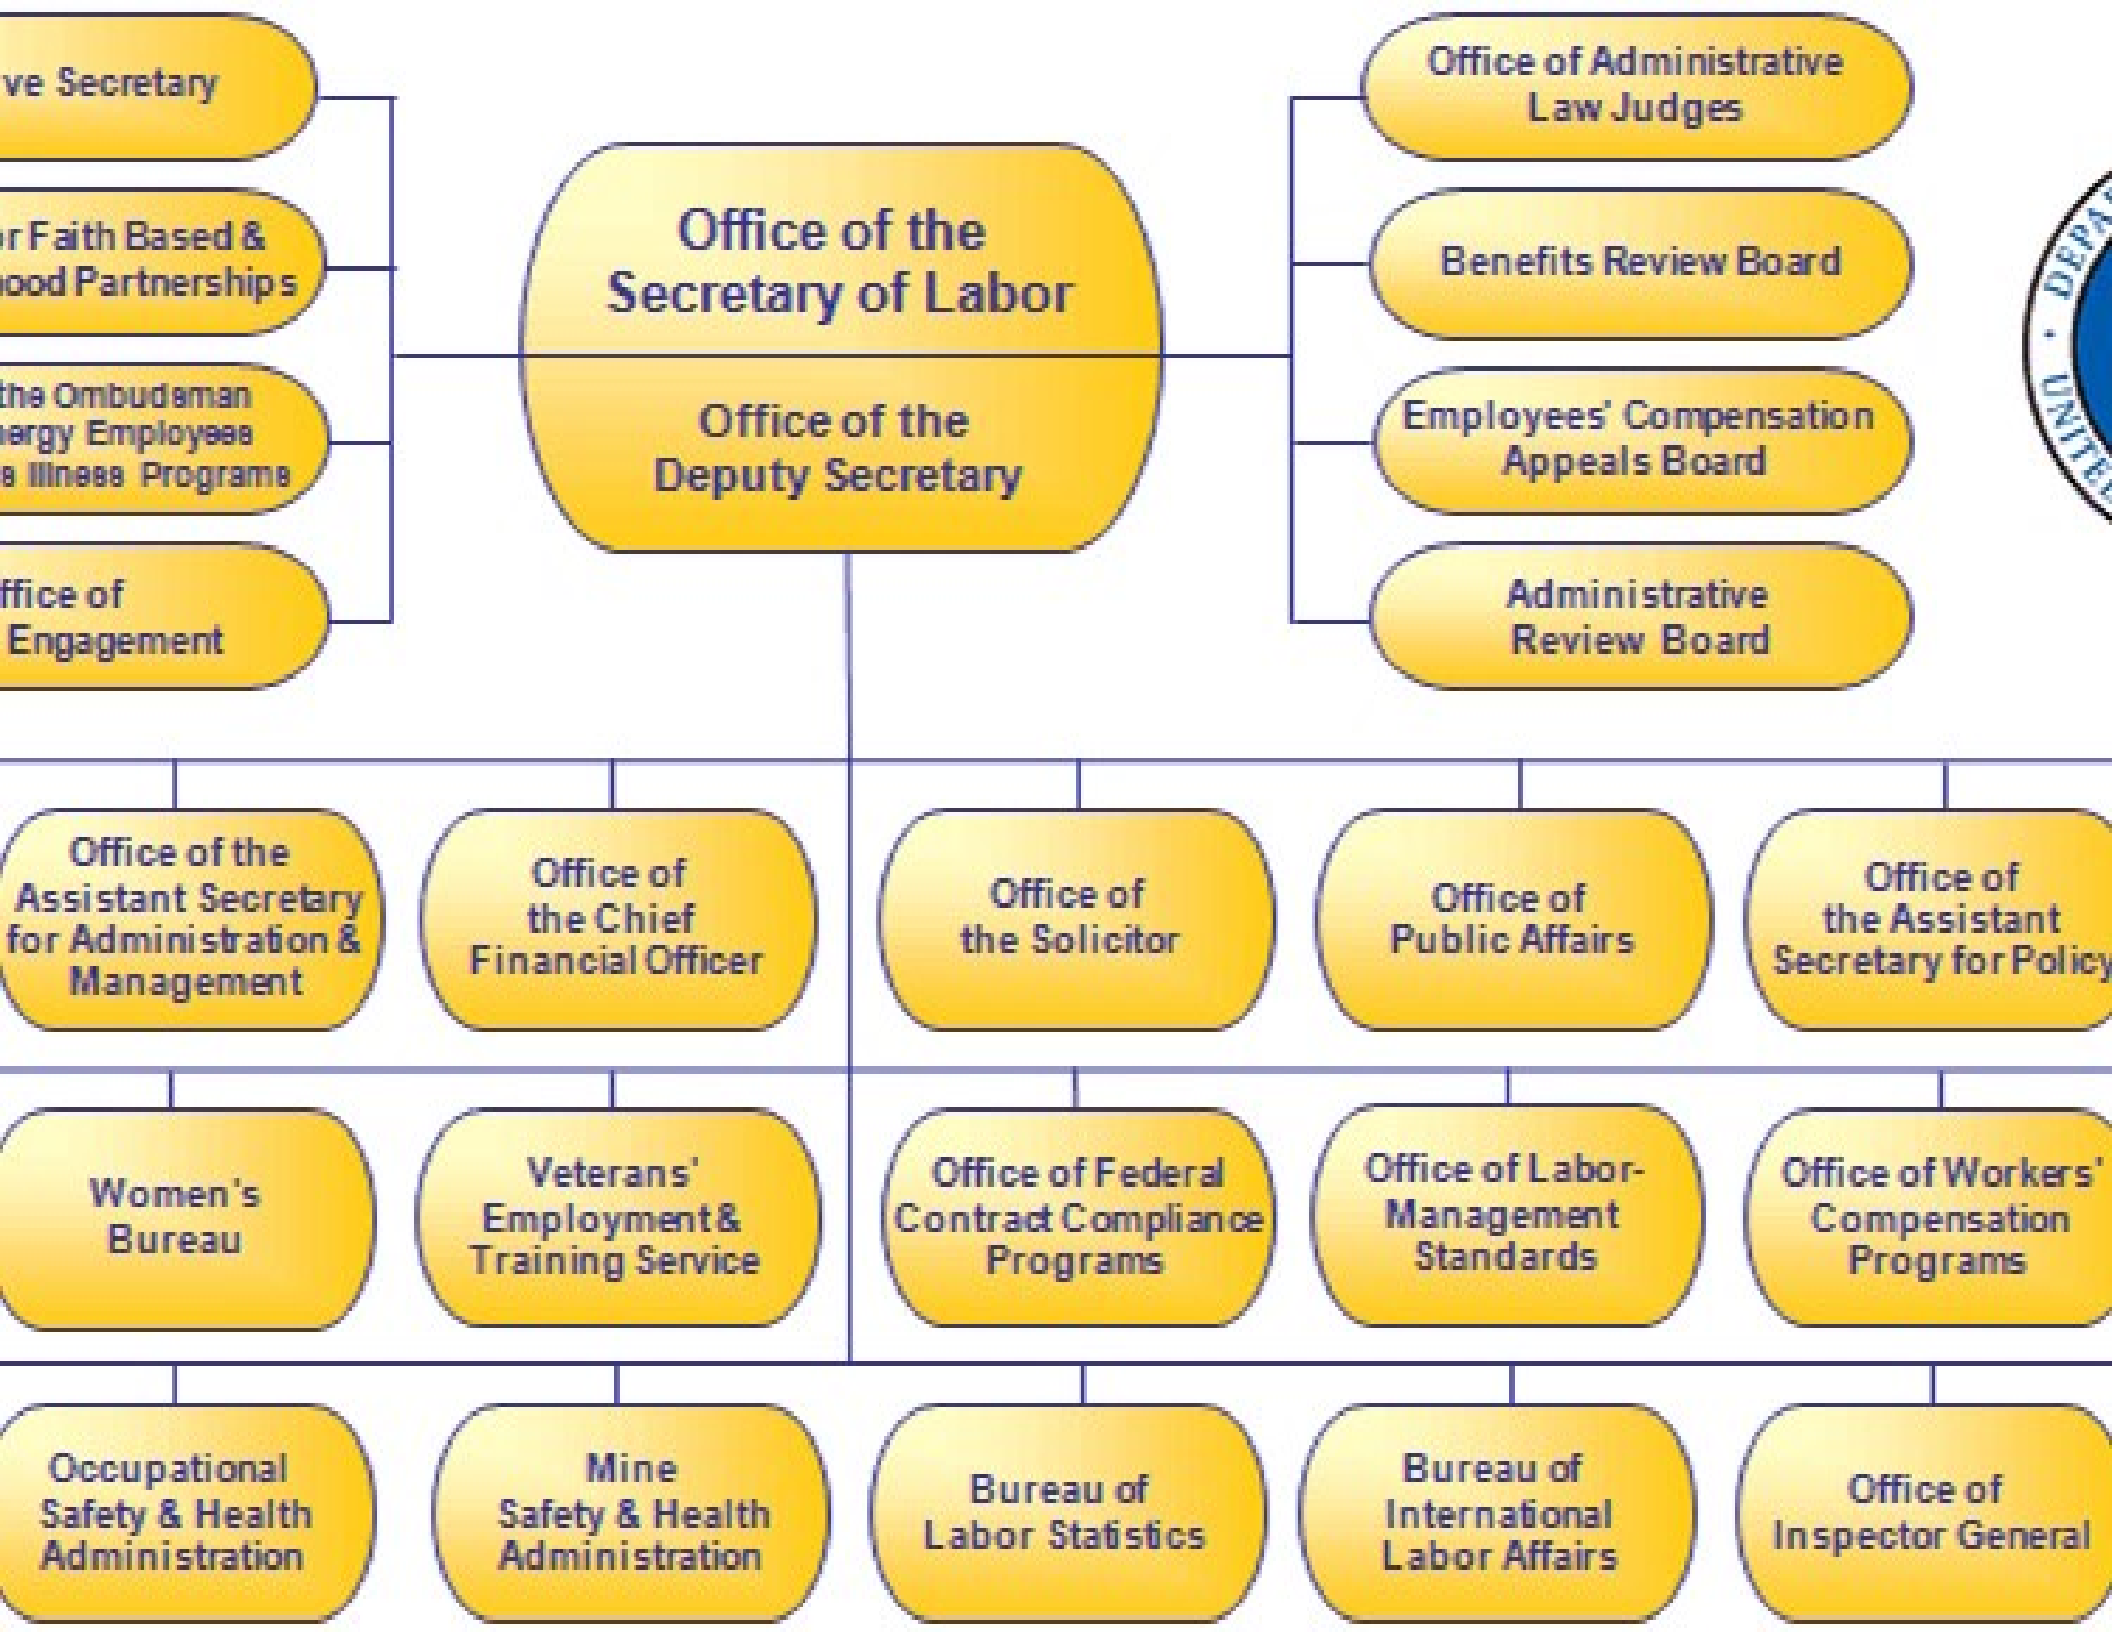 ve Secretary
or Faith Based &
hood Partnerships
the Ombudsman
nergy Employees
s Illness Programs
ffice of
Engagement
Office of the
Secretary of Labor
Office of the
Deputy Secretary
Office of Administrative
Law Judges
Benefits Review Board
Employees' Compensation
Appeals Board
Administrative
Review Board
DEPA
UNITE
Office of the
Assistant Secretary
for Administration &
Management
Office of
the Chief
Financial Officer
Office of
the Solicitor
Office of
Public Affairs
Office of
the Assistant
Secretary for Policy
Women's
Bureau
Veterans'
Employment &
Training Service
Office of Federal
Contract Compliance
Programs
Office of Labor-
Management
Standards
Office of Workers'
Compensation
Programs
Occupational
Safety & Health
Administration
Mine
Safety & Health
Administration
Bureau of
Labor Statistics
Bureau of
International
Labor Affairs
Office of
Inspector General